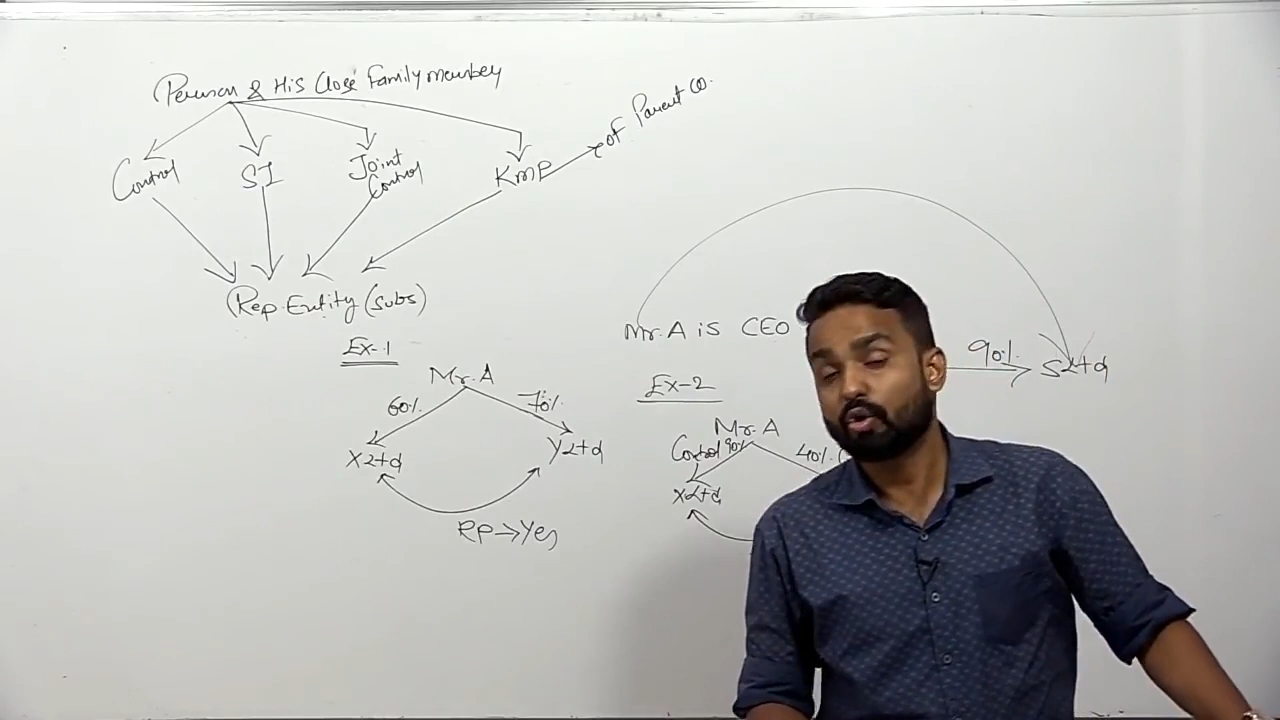 Person & His Close Family member
of Parent Co.
Control
SI
Joint Control
KMP
Rep. Entity (Subs)
Mr. A is CEO
90%
S Ltd
Ex-1
Mr. A
60%
70%
X Ltd
Y Ltd
RP → Yes
Ex-2
Mr. A
Control 90%
40% (
X Ltd